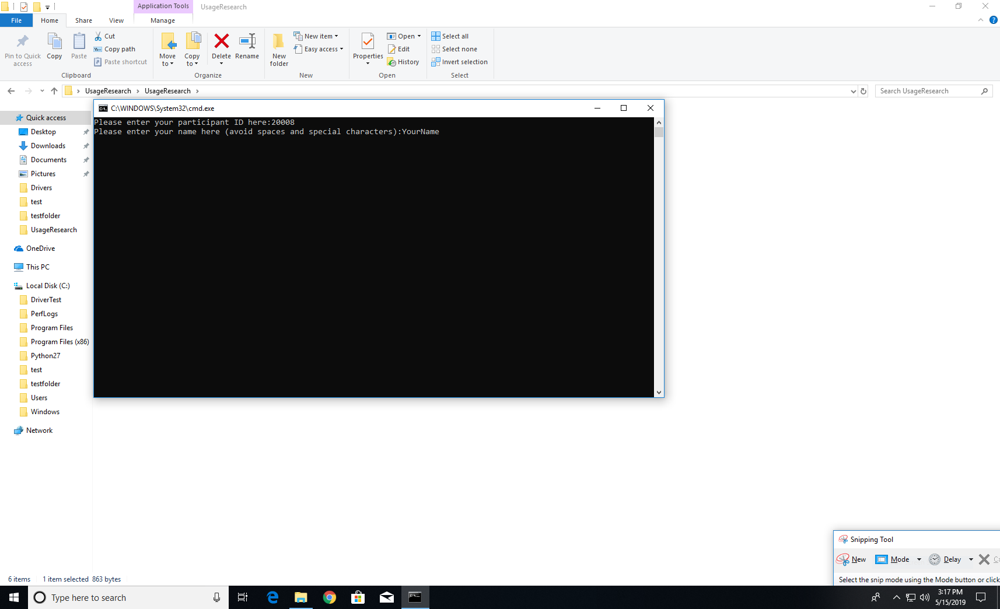 Application Tools
UsageResearch
File
Home
Share
View
Manage
Pin to Quick access
Copy
Paste
Cut
Copy path
Paste shortcut
Clipboard
Move to
Copy to
Delete
Rename
Organize
New folder
New item
Easy access
New
Properties
Open
Edit
History
Open
Select all
Select none
Invert selection
Select
UsageResearch
UsageResearch
Search UsageResearch
C:\WINDOWS\System32\cmd.exe
Please enter your participant ID here:20008
Please enter your name here (avoid spaces and special characters):YourName
Quick access
Desktop
Downloads
Documents
Pictures
Drivers
test
testfolder
UsageResearch
OneDrive
This PC
Local Disk (C:)
DriverTest
PerfLogs
Program Files
Program Files (x86)
Python27
test
testfolder
Users
Windows
Network
Snipping Tool
New
Mode
Delay
Select the snip mode using the Mode button or click
6 items
1 item selected 863 bytes
Type here to search
3:17 PM
5/15/2019